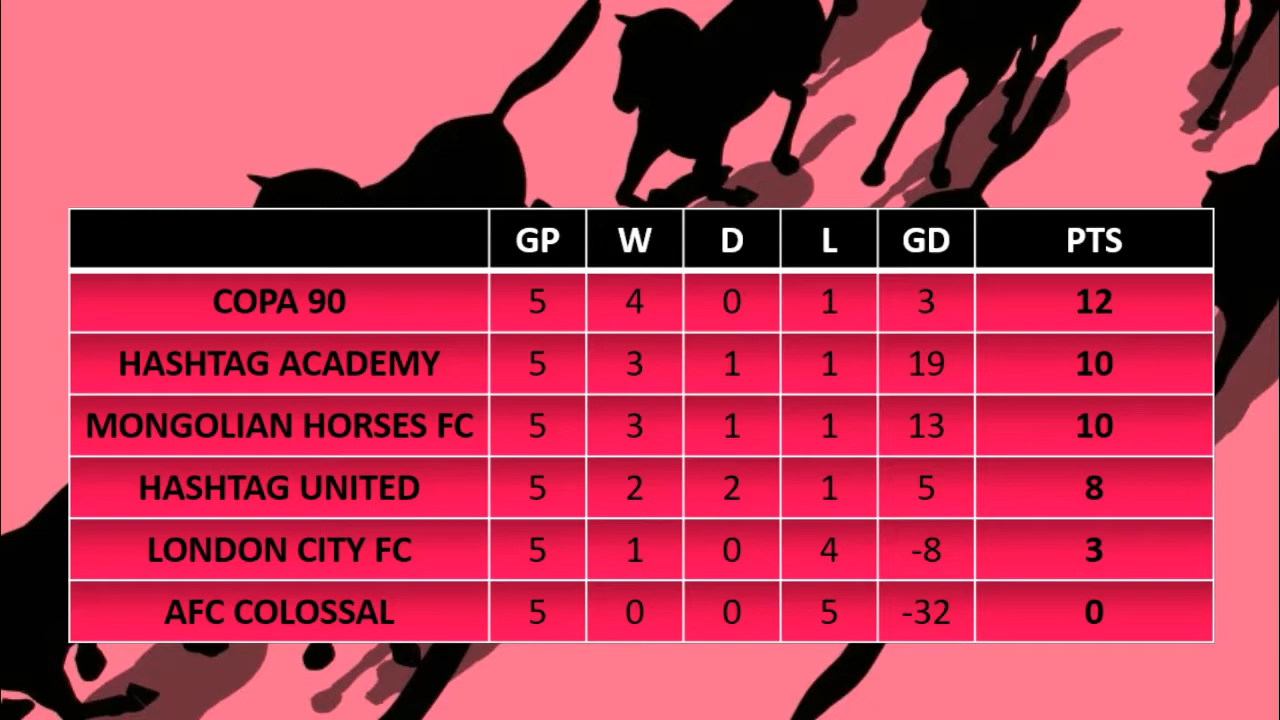 GP W D L GD PTS
COPA 90 5 4 0 1 3 12
HASHTAG ACADEMY 5 3 1 1 19 10
MONGOLIAN HORSES FC 5 3 1 1 13 10
HASHTAG UNITED 5 2 2 1 5 8
LONDON CITY FC 5 1 0 4 -8 3
AFC COLOSSAL 5 0 0 5 -32 0